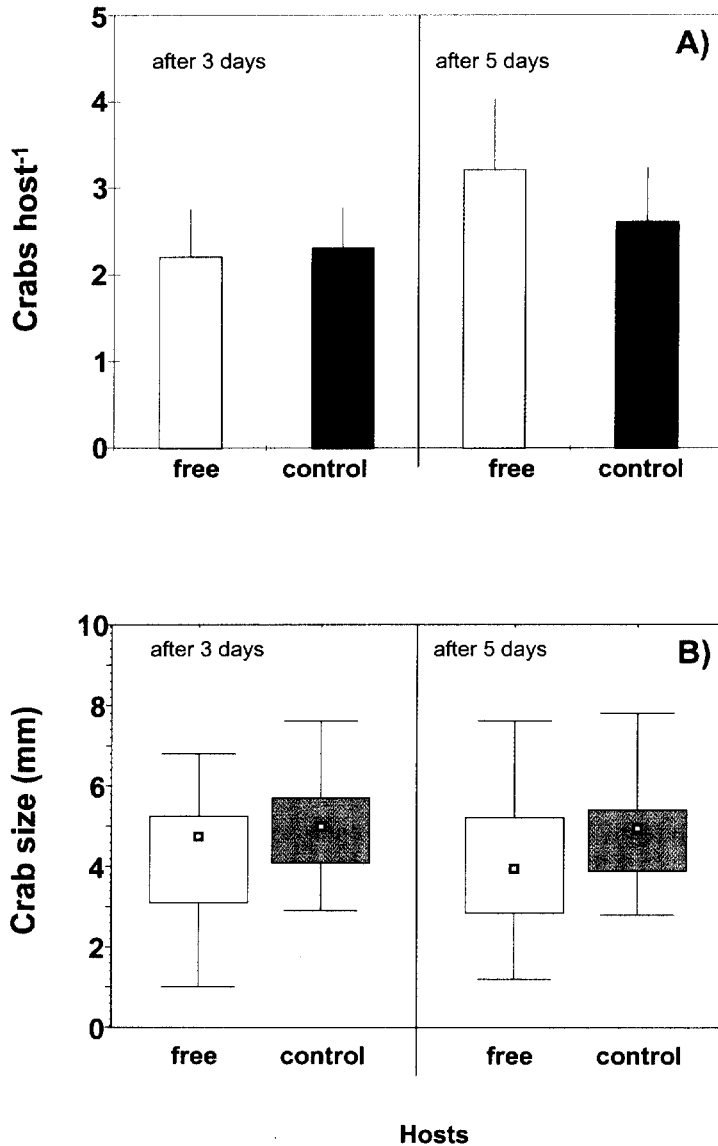 A)
after 3 days
after 5 days
Crabs host-1
5
4
3
2
1
0
free control free control
B)
after 3 days
after 5 days
Crab size (mm)
10
8
6
4
2
0
free control free control
Hosts